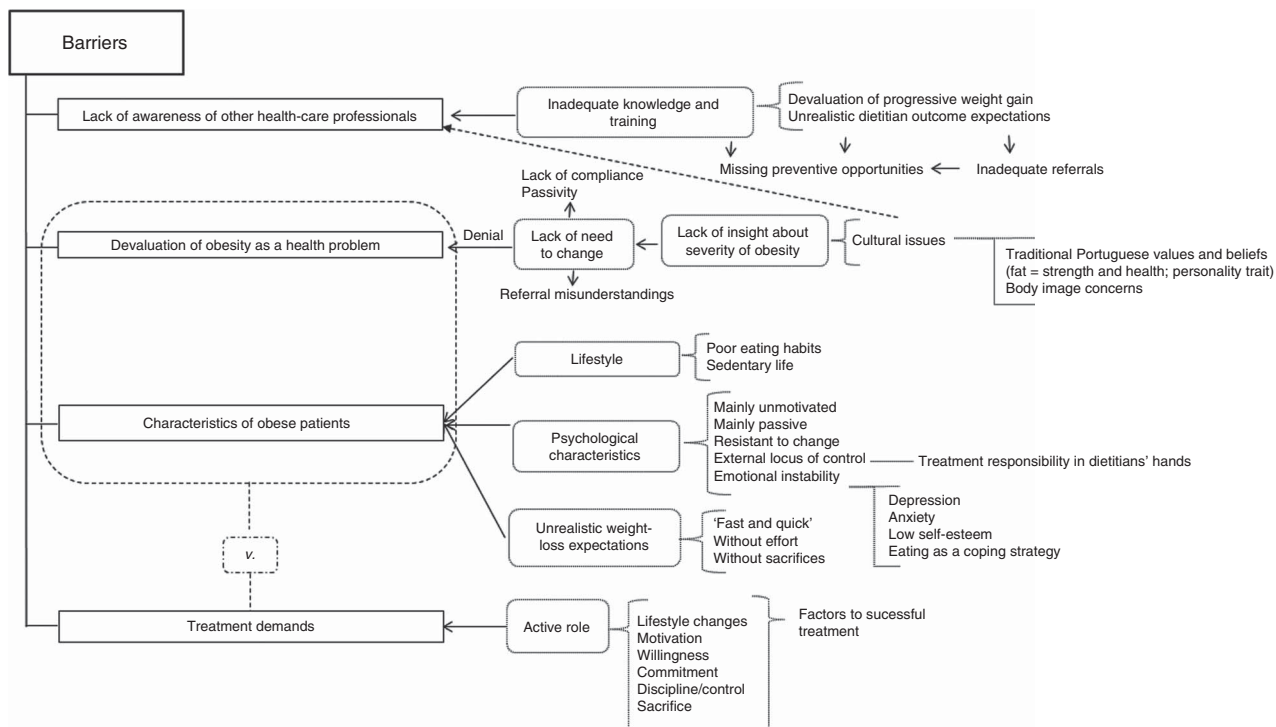 Barriers
Lack of awareness of other health-care professionals
Inadequate knowledge and
training
Devaluation of progressive weight gain
Unrealistic dietitian outcome expectations
Missing preventive opportunities
Inadequate referrals
Lack of compliance
Passivity
Devaluation of obesity as a health problem
Denial
Lack of need
to change
Lack of insight about
severity of obesity
Cultural issues
Traditional Portuguese values and beliefs
(fat = strength and health; personality trait)
Body image concerns
Referral misunderstandings
Lifestyle
Poor eating habits
Sedentary life
Characteristics of obese patients
Psychological
characteristics
Mainly unmotivated
Mainly passive
Resistant to change
External locus of control
Emotional instability
Treatment responsibility in dietitians' hands
Depression
Anxiety
Low self-esteem
Eating as a coping strategy
Unrealistic weight-
loss expectations
'Fast and quick'
Without effort
Without sacrifices
v.
Treatment demands
Active role
Lifestyle changes
Motivation
Willingness
Commitment
Discipline/control
Sacrifice
Factors to sucessful
treatment